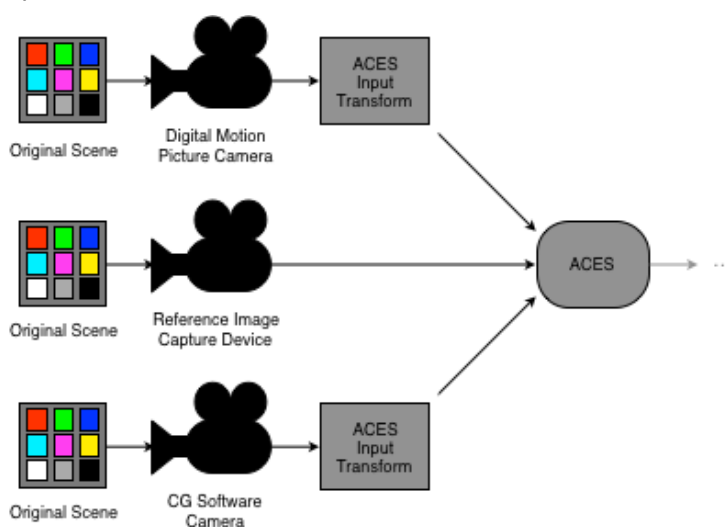 ACES
Input
Transform
Original Scene
Digital Motion
Picture Camera
ACES
Original Scene
Reference Image
Capture Device
ACES
Input
Transform
Original Scene
CG Software
Camera